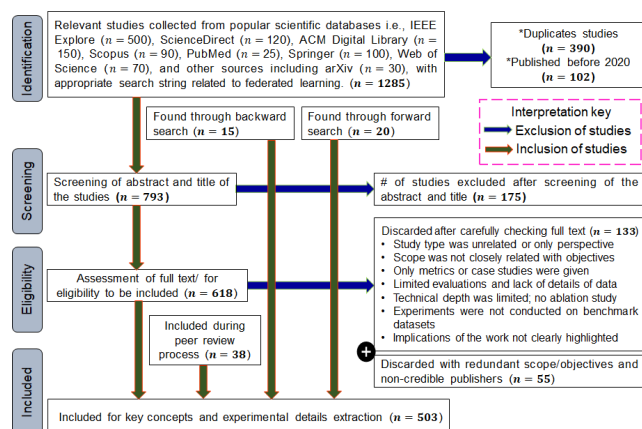 Identification
Relevant studies collected from popular scientific databases i.e., IEEE
Explore (n = 500), ScienceDirect (n = 120), ACM Digital Library (n =
150), Scopus (n = 90), PubMed (n = 25), Springer (n = 100), Web of
Science (n = 70), and other sources including arXiv (n = 30), with
appropriate search string related to federated learning. (n = 1285)
*Duplicates studies
(n = 390)
*Published before 2020
(n = 102)
Found through backward
search (n = 15)
Found through forward
search (n = 20)
Interpretation key
Exclusion of studies
Inclusion of studies
Screening
Screening of abstract and title of
the studies (n = 793)
# of studies excluded after screening of the
abstract and title (n = 175)
Eligibility
Assessment of full text/ for
eligibility to be included (n = 618)
Discarded after carefully checking full text (n = 133)
• Study type was unrelated or only perspective
• Scope was not closely related with objectives
• Only metrics or case studies were given
• Limited evaluations and lack of details of data
• Technical depth was limited; no ablation study
• Experiments were not conducted on benchmark
datasets
• Implications of the work not clearly highlighted
+
Discarded with redundant scope/objectives and
non-credible publishers (n = 55)
Included during
peer review
process (n = 38)
Included
Included for key concepts and experimental details extraction (n = 503)